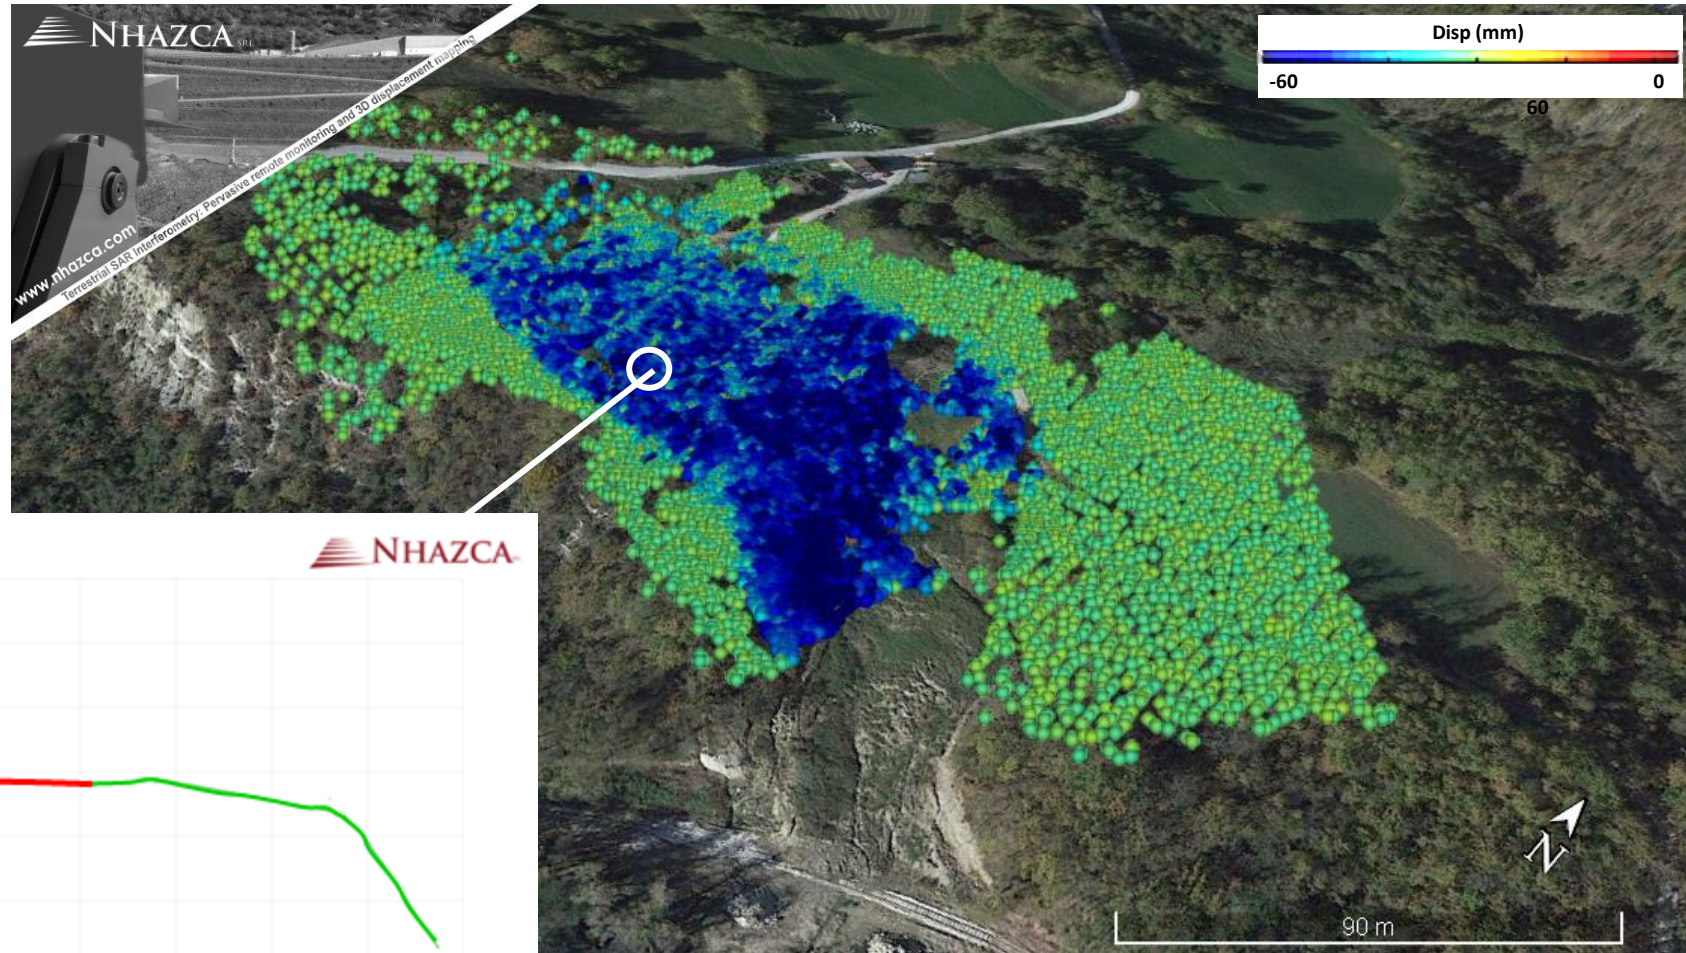 NHAZCA SRL
www.nhazca.com
Terrestrial SAR Interferometry: Pervasive remote monitoring and 3D displacement mapping
Disp (mm)
-60 0
60
NHAZCA
N
90 m